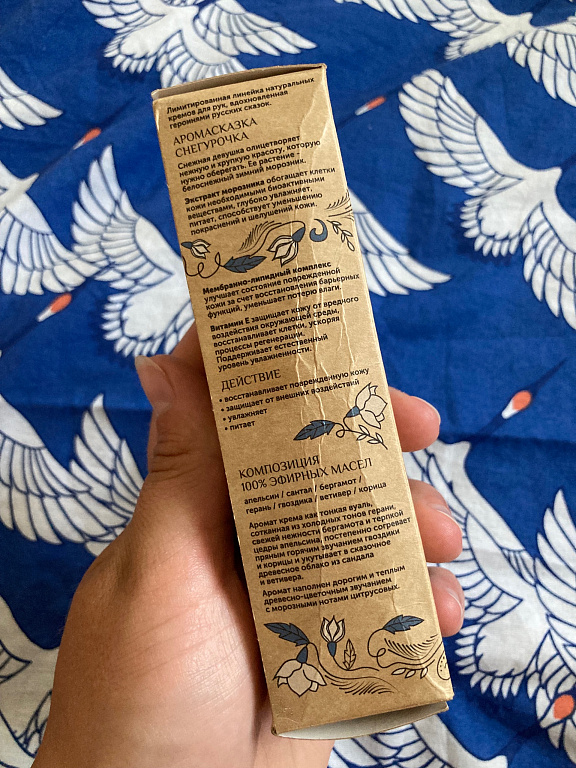 Лимитированная линейка натуральных
кремов для рук, вдохновленная
героинями русских сказок.
АРОМАСКАЗКА
СНЕГУРОЧКА
Снежная девушка олицетворяет
нежную и хрупкую красоту, которую
нужно оберегать. Ее растение -
белоснежный зимний морозник.
Экстракт морозника обогащает клетки
кожи необходимыми биоактивными
веществами, глубоко увлажняет,
питает, способствует уменьшению
покраснений и шелушений кожи.
Мембранно-липидный комплекс
улучшает состояние поврежденной
кожи за счет восстановления барьерных
функций, уменьшает потерю влаги.
Витамин Е защищает кожу от вредного
воздействия окружающей среды,
восстанавливает клетки, ускоряя
процессы регенерации.
Поддерживает естественный
уровень увлажненности.
ДЕЙСТВИЕ
• восстанавливает поврежденную кожу
• защищает от внешних воздействий
• увлажняет
• питает
КОМПОЗИЦИЯ
100% ЭФИРНЫХ МАСЕЛ
апельсин / сантал / бергамот /
герань / гвоздика / ветивер / корица
Аромат крема как тонкая вуаль,
сотканная из холодных тонов герани,
свежей нежности бергамота и терпкой
цедры апельсина, постепенно согревает
пряным горячим звучанием гвоздики
и корицы и укутывает в сказочное
древесное облако из сандала
и ветивера.
Аромат наполнен дорогим и теплым
древесно-цветочным звучанием
с морозными нотами цитрусовых.